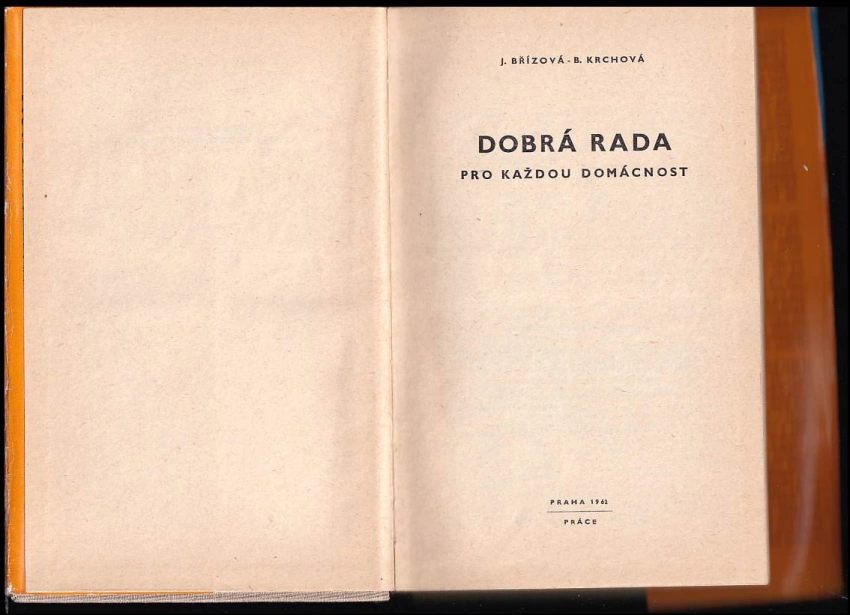 J. BŘÍZOVÁ - B. KRCHOVÁ
DOBRÁ RADA
PRO KAŽDOU DOMÁCNOST
PRAHA 1962
PRÁCE